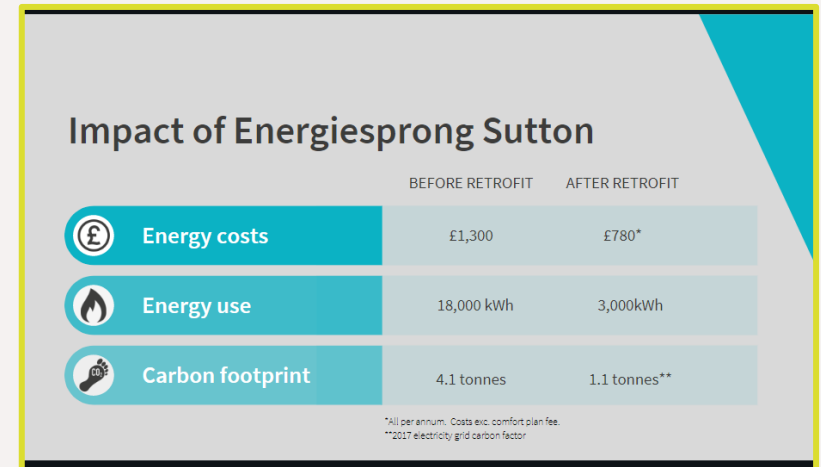 Impact of Energiesprong Sutton
BEFORE RETROFIT AFTER RETROFIT
£ Energy costs £1,300 £780*
Energy use 18,000 kWh 3,000kWh
CO₂ Carbon footprint 4.1 tonnes 1.1 tonnes**
*All per annum. Costs exc. comfort plan fee.
**2017 electricity grid carbon factor